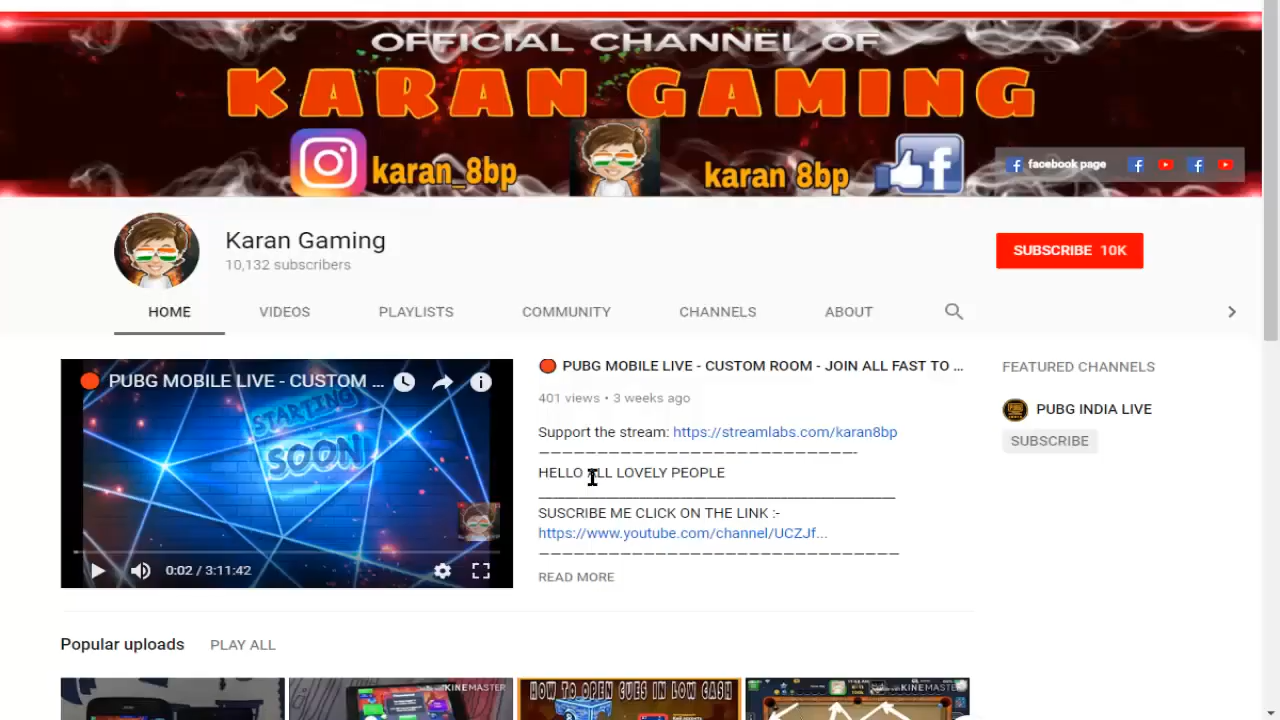 OFFICIAL CHANNEL OF
KARAN GAMING
karan_8bp
karan 8bp
facebook page
Karan Gaming
10,132 subscribers
SUBSCRIBE 10K
HOME
VIDEOS
PLAYLISTS
COMMUNITY
CHANNELS
ABOUT
PUBG MOBILE LIVE - CUSTOM ...
STARTING
SOON
0:02 / 3:11:42
PUBG MOBILE LIVE - CUSTOM ROOM - JOIN ALL FAST TO ...
401 views • 3 weeks ago
Support the stream: https://streamlabs.com/karan8bp
HELLO ALL LOVELY PEOPLE
SUSCRIBE ME CLICK ON THE LINK :-
https://www.youtube.com/channel/UCZJf...
READ MORE
FEATURED CHANNELS
PUBG INDIA LIVE
SUBSCRIBE
Popular uploads
PLAY ALL
KINEMASTER
HOW TO OPEN CUES IN LOW CASH
KINEMASTER